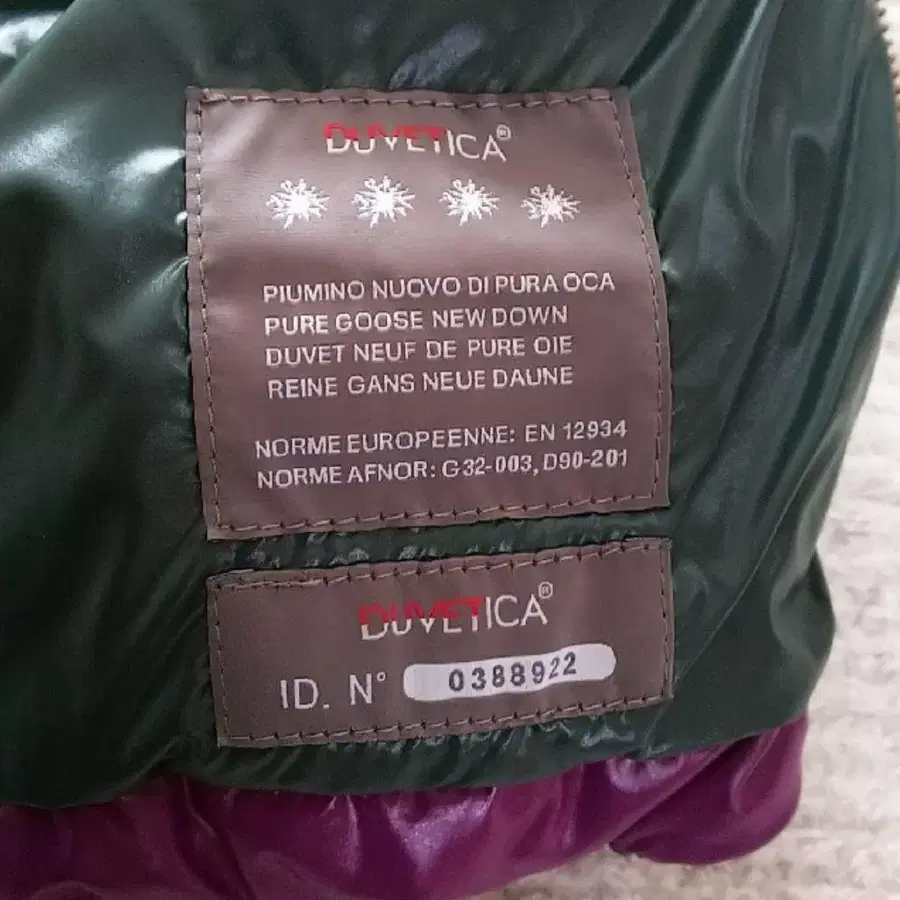 DUVETICA®
PIUMINO NUOVO DI PURA OCA
PURE GOOSE NEW DOWN
DUVET NEUF DE PURE OIE
REINE GANS NEUE DAUNE
NORME EUROPEENNE: EN 12934
NORME AFNOR: G32-003, D90-201
DUVETICA®
ID. N° 0388922